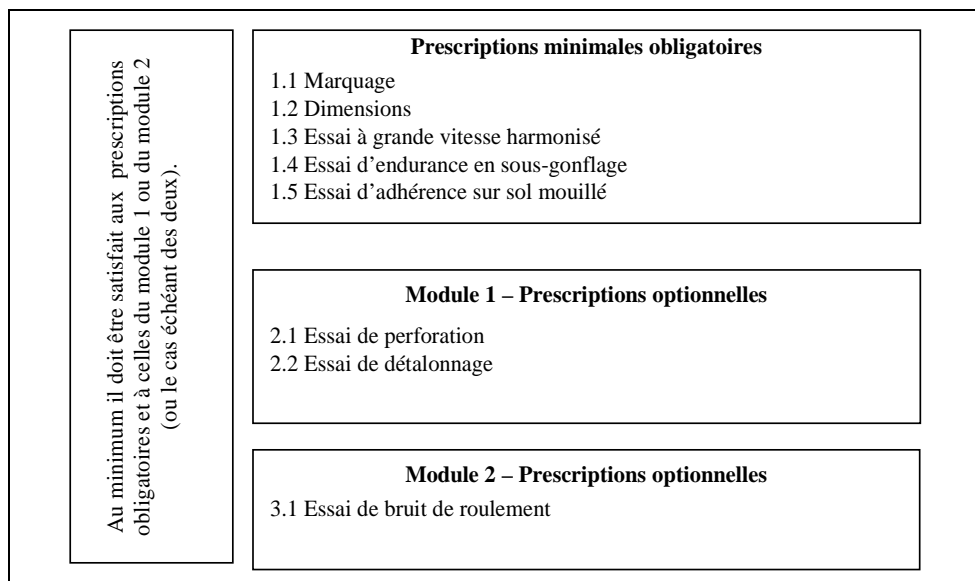 Au minimum il doit être satisfait aux prescriptions
obligatoires et à celles du module 1 ou du module 2
(ou le cas échéant des deux).
Prescriptions minimales obligatoires
1.1 Marquage
1.2 Dimensions
1.3 Essai à grande vitesse harmonisé
1.4 Essai d'endurance en sous-gonflage
1.5 Essai d'adhérence sur sol mouillé
Module 1 – Prescriptions optionnelles
2.1 Essai de perforation
2.2 Essai de détalonnage
Module 2 – Prescriptions optionnelles
3.1 Essai de bruit de roulement